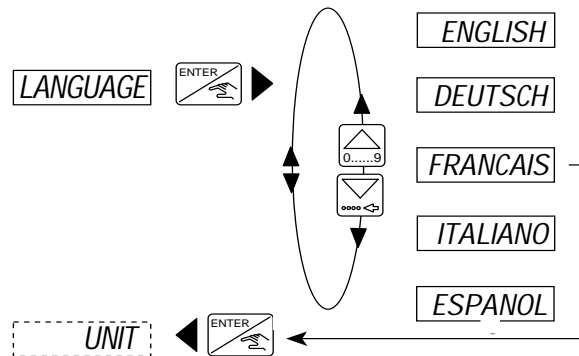 ENGLISH
LANGUAGE
ENTER
DEUTSCH
0......9
FRANCAIS
ITALIANO
ESPANOL
UNIT
ENTER